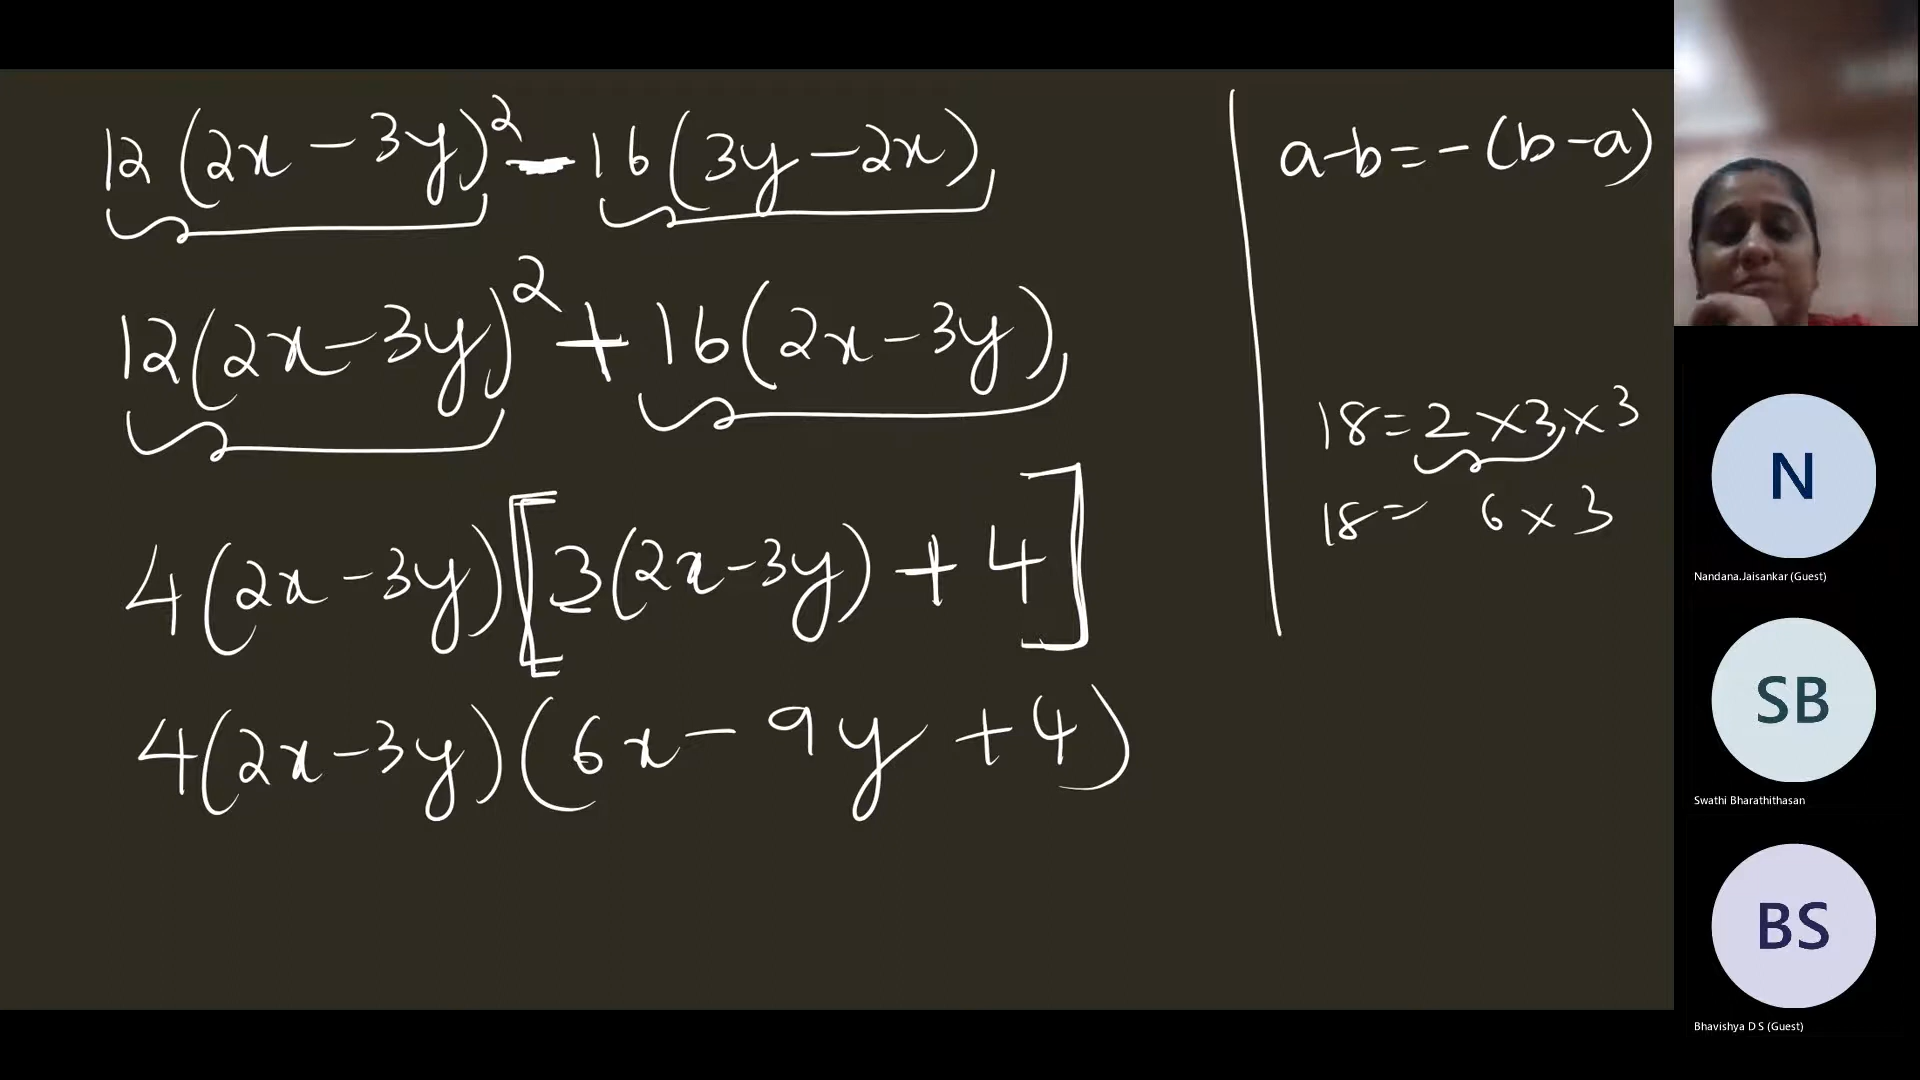 12(2x-3y)² - 16(3y-2x)
12(2x-3y)² + 16(2x-3y)
4(2x-3y)[3(2x-3y)+4]
4(2x-3y)(6x-9y+4)
a-b=-(b-a)
18=2×3×3
18= 6×3
N
Nandana.Jaisankar (Guest)
SB
Swathi Bharathithasan
BS
Bhavishya D S (Guest)